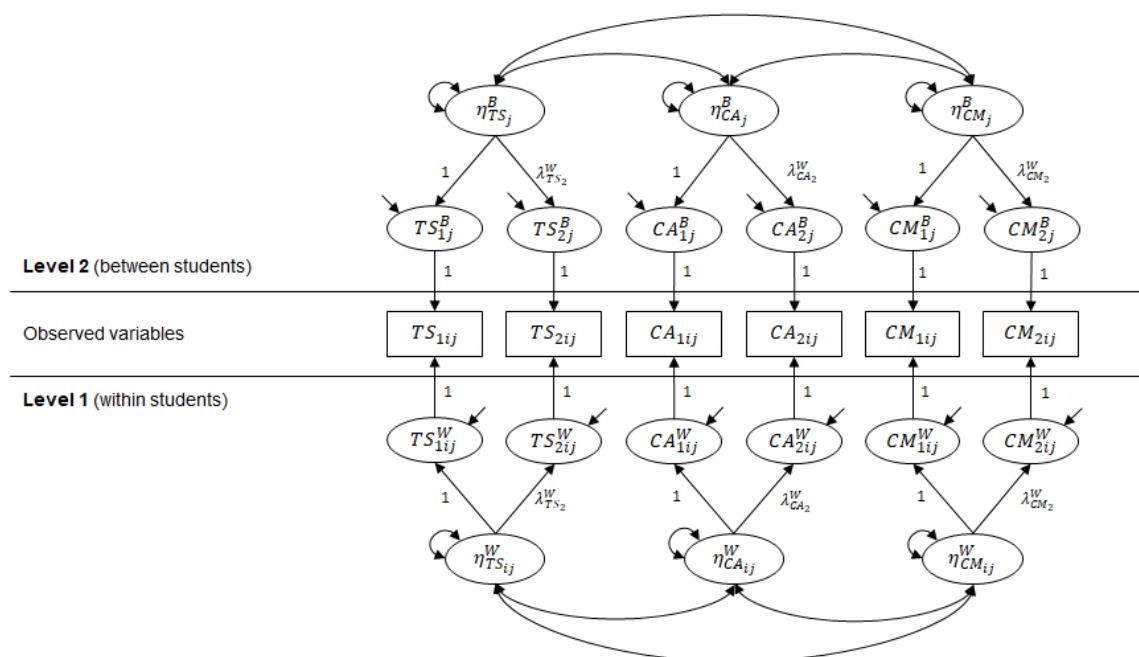 η^B_{TS_j} η^B_{CA_j} η^B_{CM_j}
1 λ^W_{TS_2} 1 λ^W_{CA_2} 1 λ^W_{CM_2}
TS^B_{1j} TS^B_{2j} CA^B_{1j} CA^B_{2j} CM^B_{1j} CM^B_{2j}
Level 2 (between students) 1 1 1 1 1 1
Observed variables TS_{1ij} TS_{2ij} CA_{1ij} CA_{2ij} CM_{1ij} CM_{2ij}
Level 1 (within students) 1 1 1 1 1 1
TS^W_{1ij} TS^W_{2ij} CA^W_{1ij} CA^W_{2ij} CM^W_{1ij} CM^W_{2ij}
1 λ^W_{TS_2} 1 λ^W_{CA_2} 1 λ^W_{CM_2}
η^W_{TS_{ij}} η^W_{CA_{ij}} η^W_{CM_{ij}}